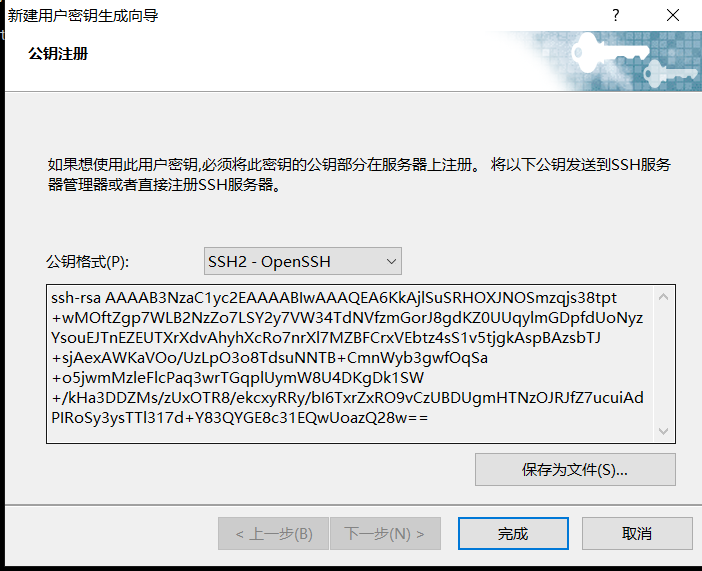 新建用户密钥生成向导
公钥注册
如果想使用此用户密钥,必须将此密钥的公钥部分在服务器上注册。 将以下公钥发送到SSH服务
器管理器或者直接注册SSH服务器。
公钥格式(P):
SSH2 - OpenSSH
ssh-rsa AAAAB3NzaC1yc2EAAAABIwAAAQEA6KkAjlSuSRHOXJNOSmzqjs38tpt
+wMOftZgp7WLB2NzZo7LSY2y7VW34TdNVfzmGorJ8gdKZ0UUqylmGDpfdUoNyz
YsouEJTnEZEUTXrXdvAhyhXcRo7nrXl7MZBFCrxVEbtz4sS1v5tjgkAspBAzsbTJ
+sjAexAWKaVOo/UzLpO3o8TdsuNNTB+CmnWyb3gwfOqSa
+o5jwmMzleFlcPaq3wrTGqplUymW8U4DKgDk1SW
+/kHa3DDZMs/zUxOTR8/ekcxyRRy/bI6TxrZxRO9vCzUBDUgmHTNzOJRJfZ7ucuiAd
PIRoSy3ysTTl317d+Y83QYGE8c31EQwUoazQ28w==
保存为文件(S)...
< 上一步(B)
下一步(N) >
完成
取消